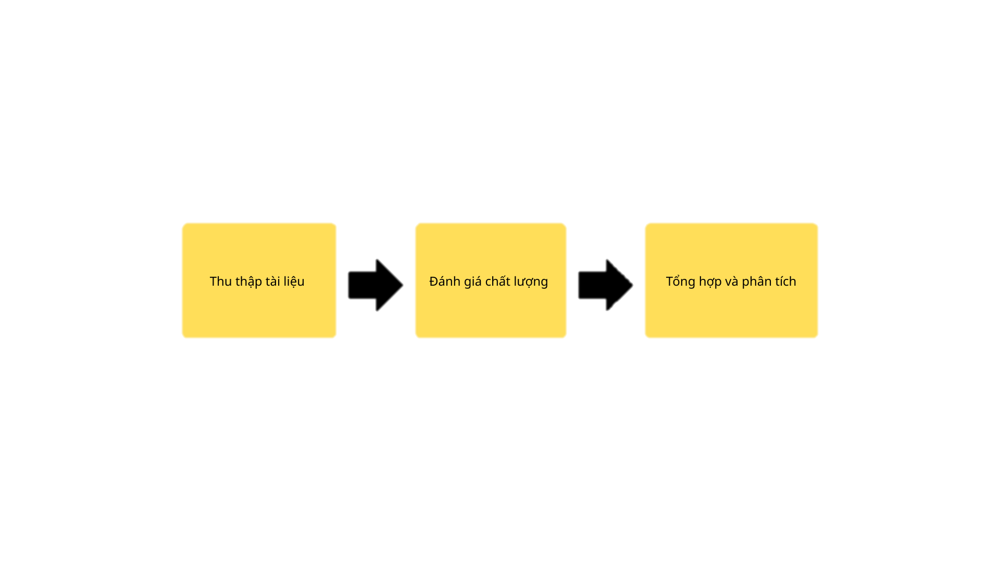 Thu thập tài liệu
Đánh giá chất lượng
Tổng hợp và phân tích